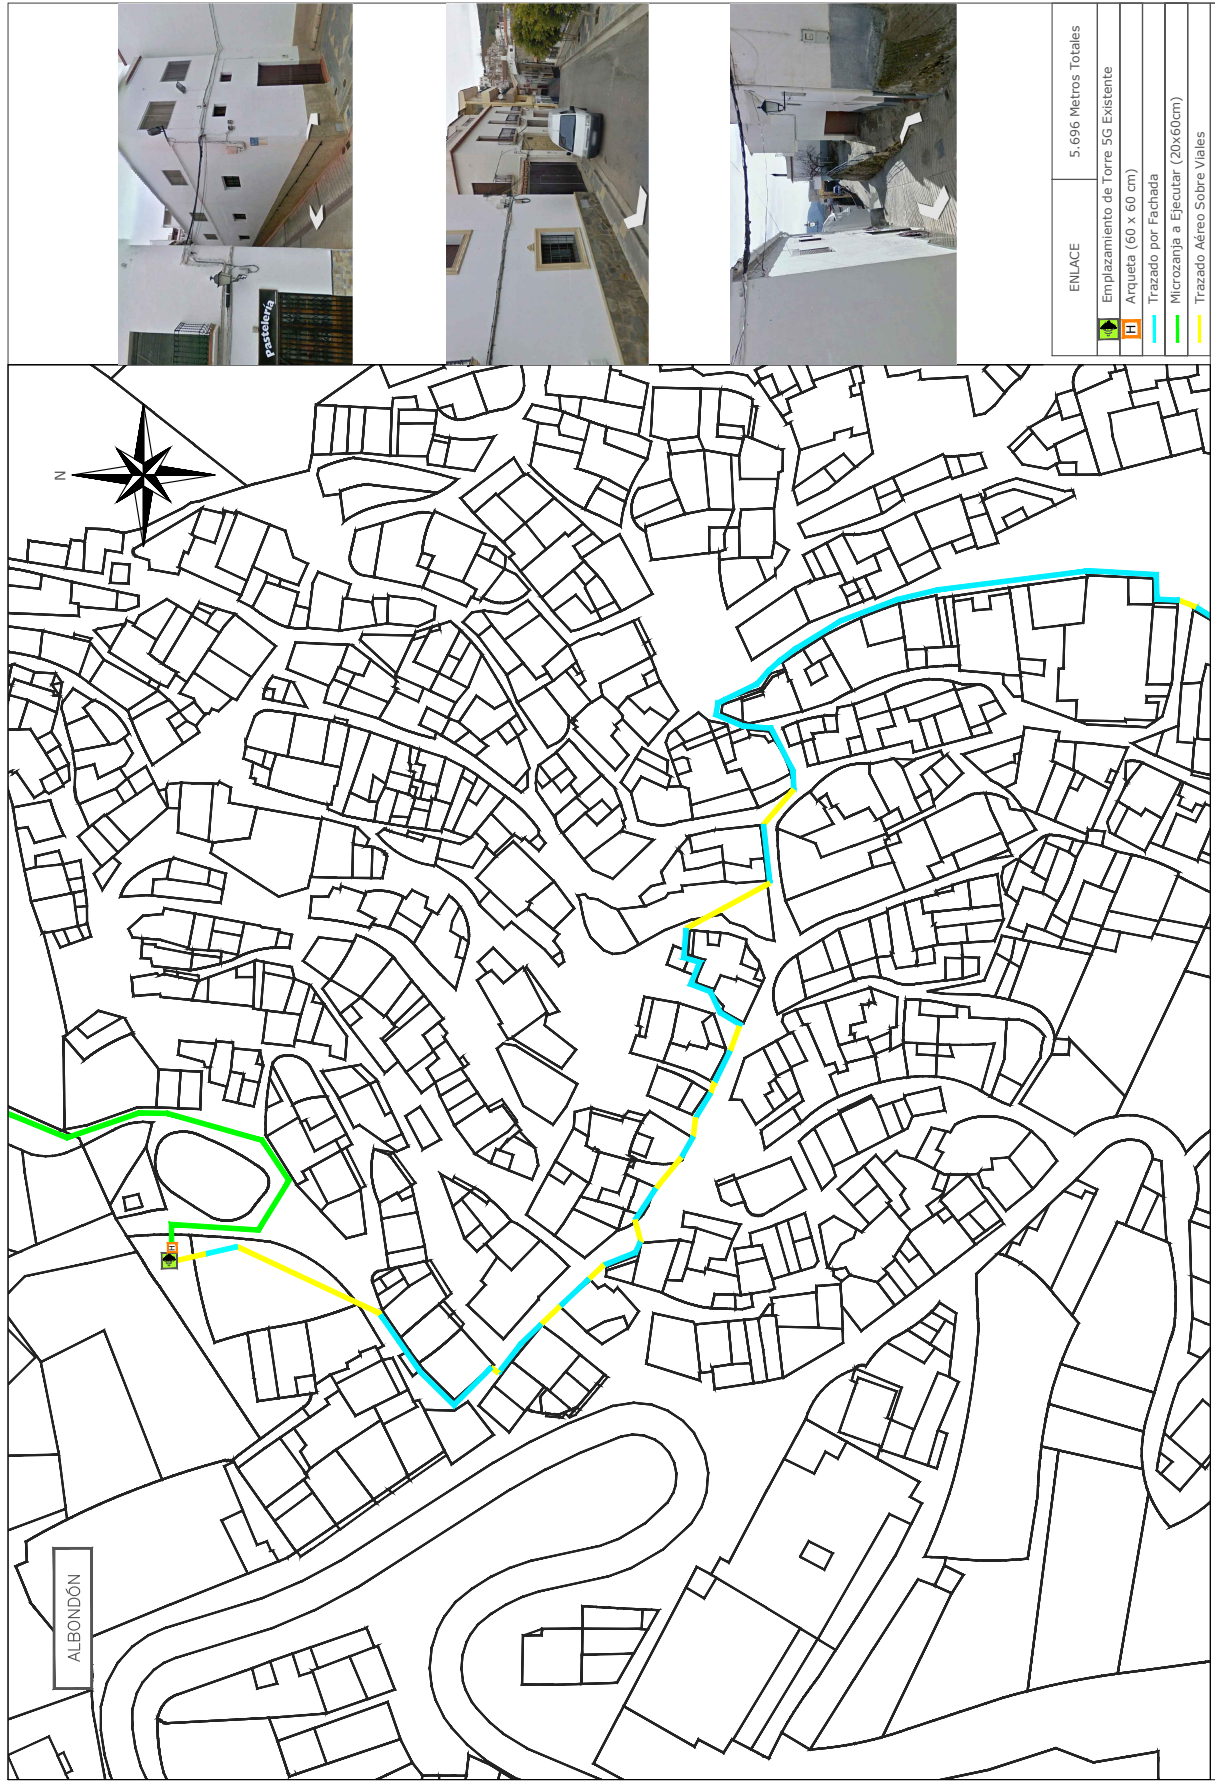 ALBONDÓN
N
Pastelería
ENLACE
5.696 Metros Totales
Emplazamiento de Torre 5G Existente
H Arqueta (60 x 60 cm)
Trazado por Fachada
Microzanja a Ejecutar (20x60cm)
Trazado Aéreo Sobre Viales
H